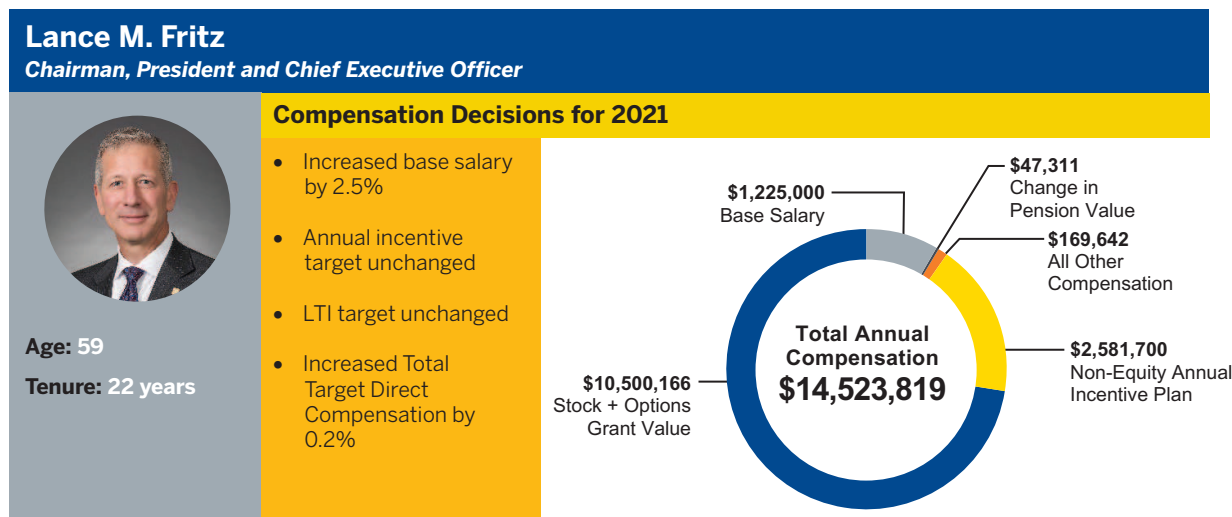 Lance M. Fritz
Chairman, President and Chief Executive Officer
Age: 59
Tenure: 22 years
Compensation Decisions for 2021
• Increased base salary
by 2.5%
• Annual incentive
target unchanged
• LTI target unchanged
• Increased Total
Target Direct
Compensation by
0.2%
$1,225,000
Base Salary
$47,311
Change in
Pension Value
$169,642
All Other
Compensation
$2,581,700
Non-Equity Annual
Incentive Plan
$10,500,166
Stock + Options
Grant Value
Total Annual
Compensation
$14,523,819